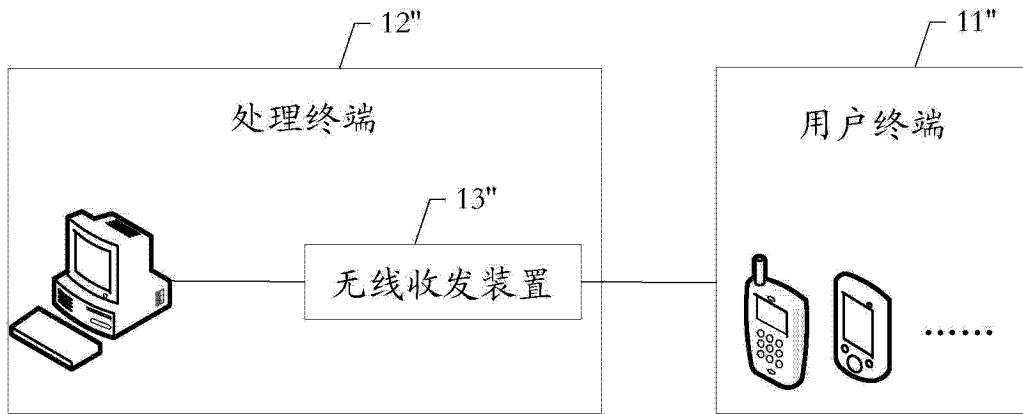 12"
11"
处理终端
用户终端
13"
无线收发装置
......